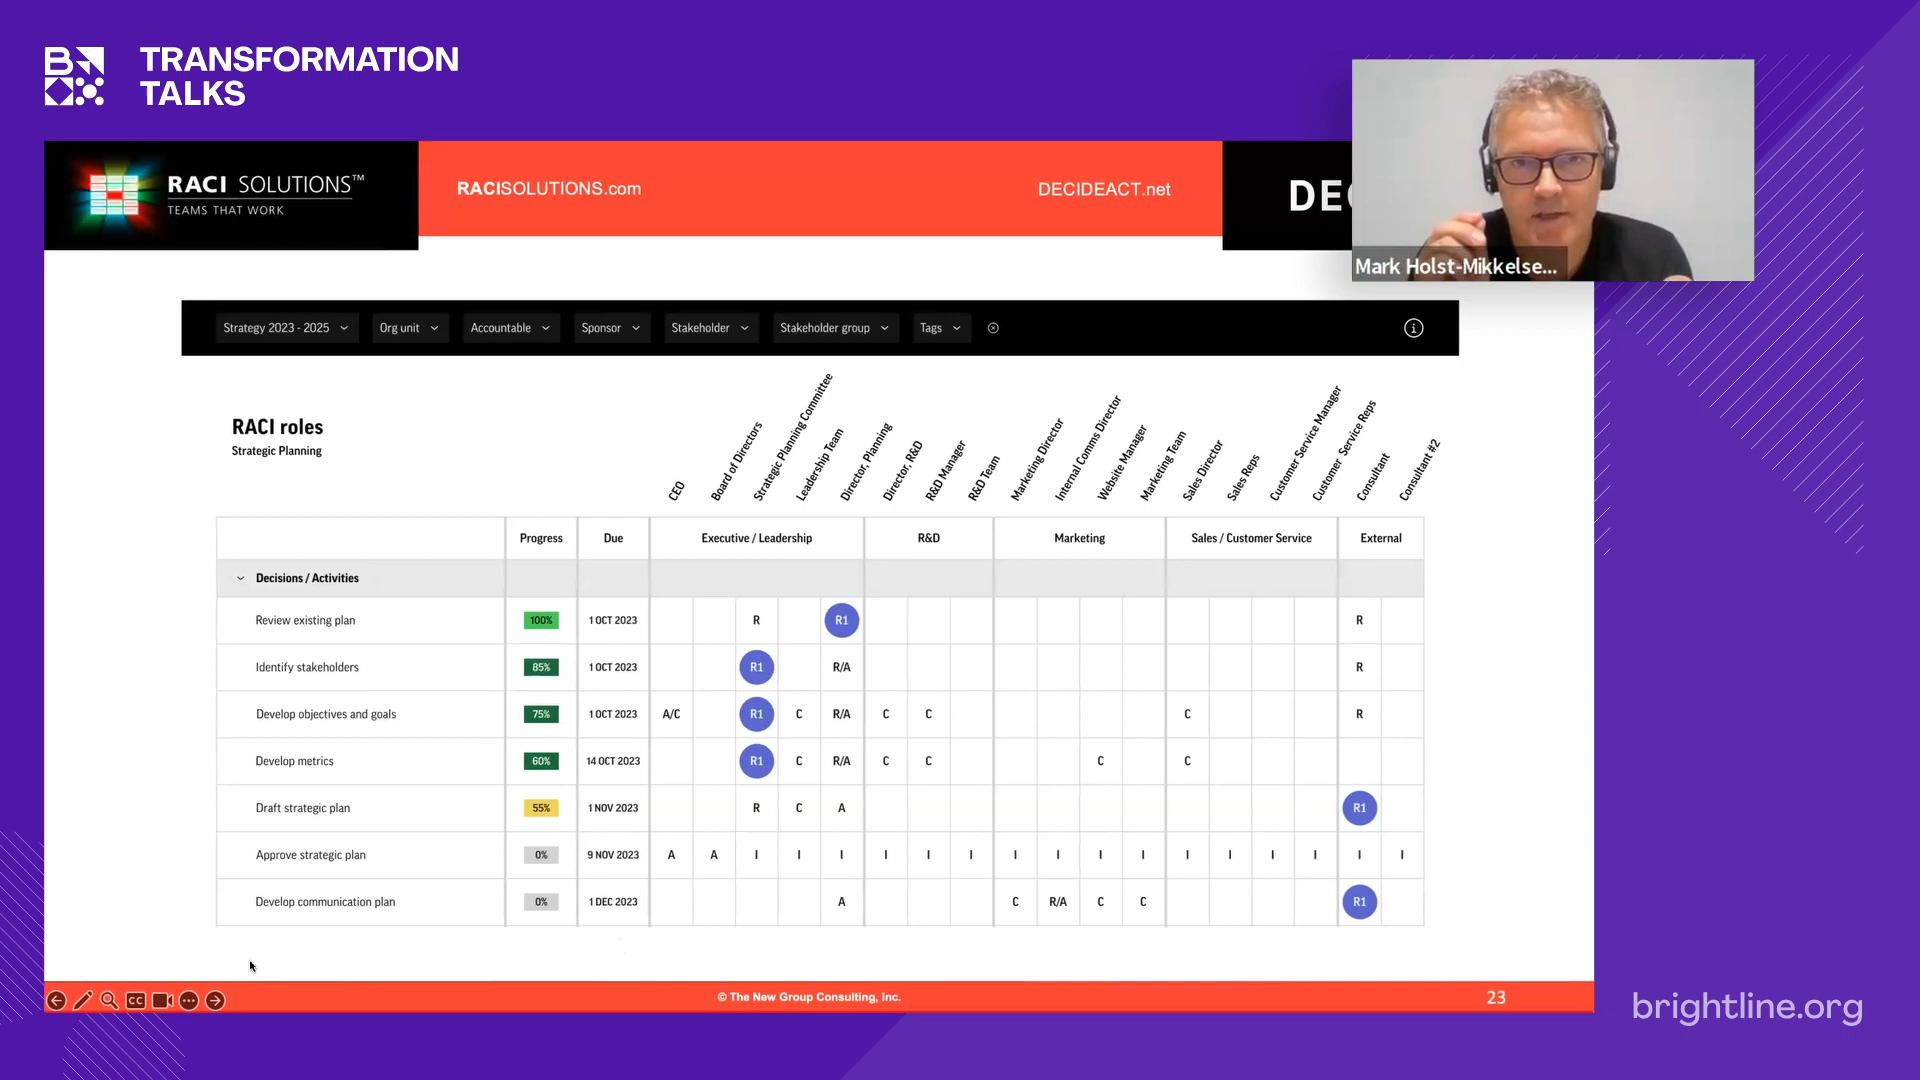 TRANSFORMATION
TALKS
RACI SOLUTIONS™
TEAMS THAT WORK
RACISOLUTIONS.com
DECIDEACT.net
Mark Holst-Mikkelse...
Strategy 2023 - 2025
Org unit
Accountable
Sponsor
Stakeholder
Stakeholder group
Tags
RACI roles
Strategic Planning
CEO
Board of Directors
Strategic Planning Committee
Leadership Team
Director, Planning
Director, R&D
R&D Manager
R&D Team
Marketing Director
Internal Comms Director
Website Manager
Marketing Team
Sales Director
Sales Reps
Customer Service Manager
Customer Service Reps
Consultant
Consultant #2
Progress Due Executive / Leadership R&D Marketing Sales / Customer Service External
Decisions / Activities
Review existing plan 100% 1 OCT 2023 R R1 R
Identify stakeholders 85% 1 OCT 2023 R1 R/A R
Develop objectives and goals 75% 1 OCT 2023 A/C R1 C R/A C C C R
Develop metrics 60% 14 OCT 2023 R1 C R/A C C C C
Draft strategic plan 55% 1 NOV 2023 R C A R1
Approve strategic plan 0% 9 NOV 2023 A A I I I I I I I I I I I I I I I I
Develop communication plan 0% 1 DEC 2023 A C R/A C C R1
CC
© The New Group Consulting, Inc.
23
brightline.org